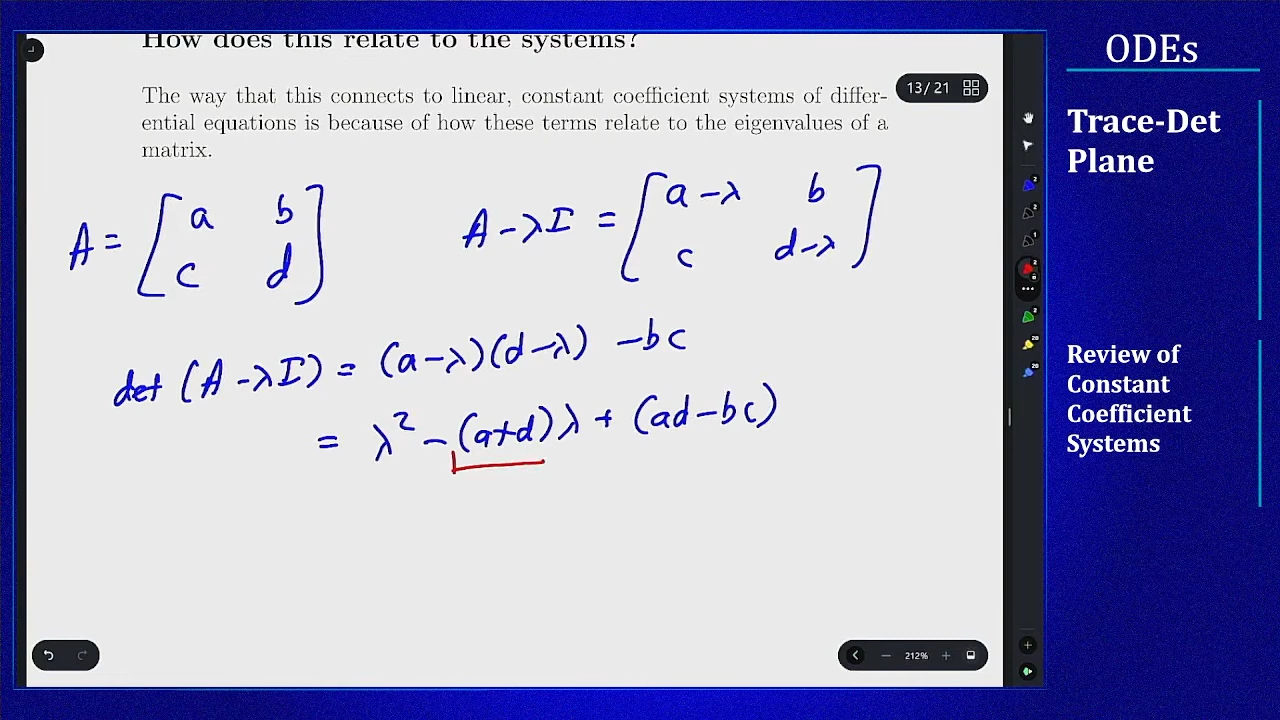 How does this relate to the systems?
The way that this connects to linear, constant coefficient systems of differ-
ential equations is because of how these terms relate to the eigenvalues of a
matrix.
13/21
A = [a b
c d]
A - λI = [a - λ b
c d - λ]
det (A - λI) = (a - λ)(d - λ) - bc
= λ² - (a+d)λ + (ad - bc)
212%
ODEs
Trace-Det
Plane
Review of
Constant
Coefficient
Systems